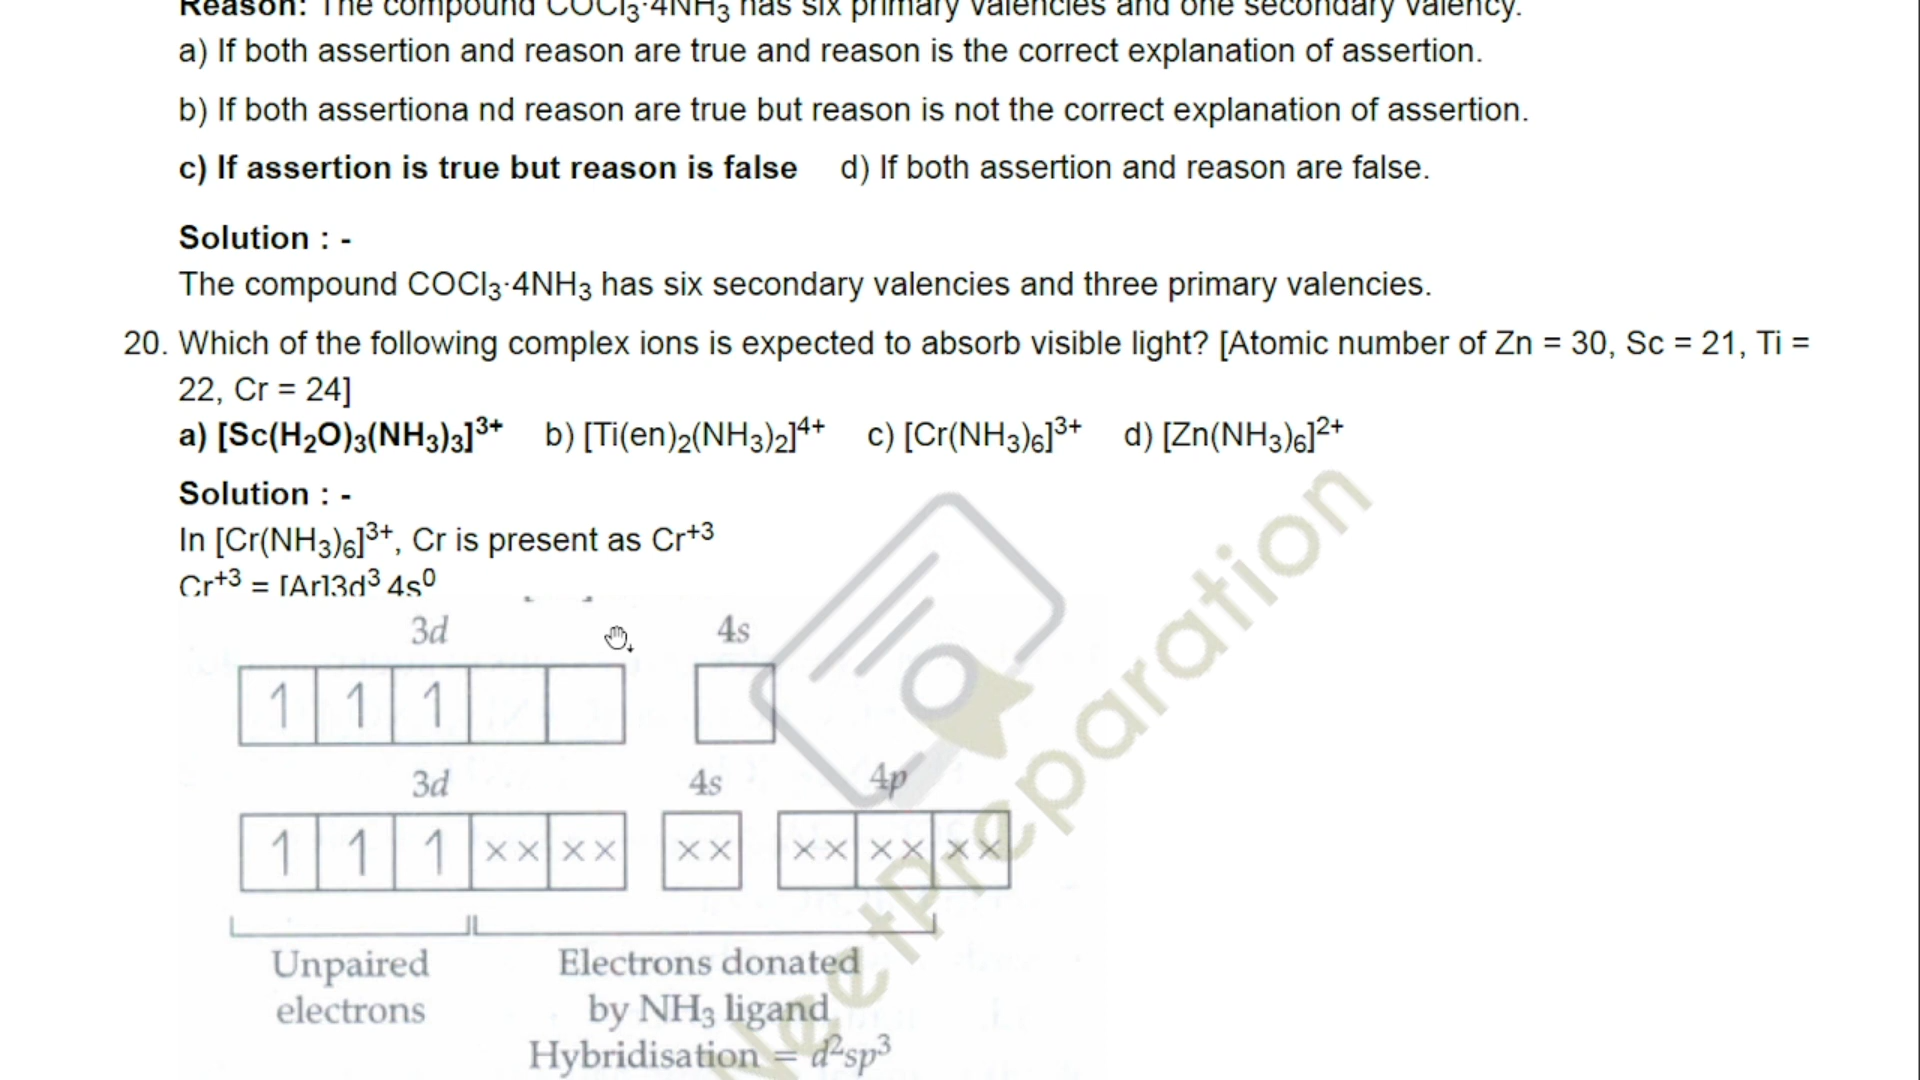 Reason: The compound COCl₃·4NH₃ has six primary valencies and one secondary valency.
a) If both assertion and reason are true and reason is the correct explanation of assertion.
b) If both assertiona nd reason are true but reason is not the correct explanation of assertion.
c) If assertion is true but reason is false d) If both assertion and reason are false.
Solution : -
The compound COCl₃·4NH₃ has six secondary valencies and three primary valencies.
20. Which of the following complex ions is expected to absorb visible light? [Atomic number of Zn = 30, Sc = 21, Ti =
22, Cr = 24]
a) [Sc(H₂O)₃(NH₃)₃]³⁺ b) [Ti(en)₂(NH₃)₂]⁴⁺ c) [Cr(NH₃)₆]³⁺ d) [Zn(NH₃)₆]²⁺
Solution : -
In [Cr(NH₃)₆]³⁺, Cr is present as Cr⁺³
Cr⁺³ = [Ar]3d³ 4s⁰
3d 4s
1 1 1
3d 4s 4p
1 1 1 ×× ×× ×× ×× ×× ××
Unpaired
electrons
Electrons donated
by NH₃ ligand
Hybridisation = d²sp³
NeetPreparation